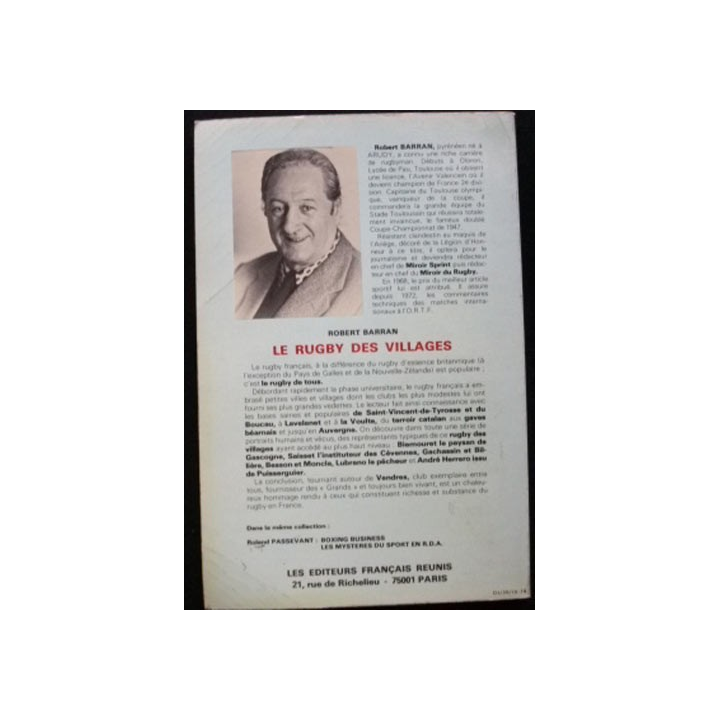 Robert BARRAN, pyrénéen né à
ARUDY, a connu une riche carrière
de rugbyman. Débuts à Oloron,
Lycée de Pau, Toulouse où il obtient
une licence, l'Avenir Valencien où il
devient champion de France 2e divi-
sion. Capitaine du Toulouse olympi-
que, vainqueur de la coupe, il
commandera la grande équipe du
Stade Toulousain qui réussira totale-
ment invaincue, le fameux doublé
Coupe Championnat de 1947.
Résistant clandestin au maquis de
l'Ariège, décoré de la Légion d'Hon-
neur à ce titre, il optera pour le
journalisme et deviendra rédacteur
en chef de Miroir Sprint puis rédac-
teur en chef du Miroir du Rugby.
En 1968, le prix du meilleur article
sportif lui est attribué. Il assure
depuis 1972, les commentaires
techniques des matches interna-
tionaux à l'O.R.T.F.
ROBERT BARRAN
LE RUGBY DES VILLAGES
Le rugby français, à la différence du rugby d'essence britannique (à
l'exception du Pays de Galles et de la Nouvelle-Zélande) est populaire ;
c'est le rugby de tous.
Débordant rapidement la phase universitaire, le rugby français a em-
brasé petites villes et villages dont les clubs les plus modestes lui ont
fourni ses plus grandes vedettes. Le lecteur fait ainsi connaissance avec
les bases saines et populaires de Saint-Vincent-de-Tyrosse et du
Boucau, à Lavelanet et à la Voulte, du terroir catalan aux gaves
béarnais et jusqu'en Auvergne. On découvre dans toute une série de
portraits humains et vécus, des représentants typiques de ce rugby des
villages ayant accédé au plus haut niveau : Biemouret le paysan de
Gascogne, Saisset l'instituteur des Cévennes, Gachassin et Bé-
lière, Besson et Moncla, Lubrano le pêcheur et André Herrero issu
de Puisserguier.
La conclusion, tournant autour de Vendres, club exemplaire entre
tous, fournisseur des « Grands » et toujours bien vivant, est un chaleu-
reux hommage rendu à ceux qui constituent richesse et substance du
rugby en France.
Dans la même collection :
Roland PASSEVANT : BOXING BUSINESS
LES MYSTERES DU SPORT EN R.D.A.
LES EDITEURS FRANÇAIS REUNIS
21, rue de Richelieu - 75001 PARIS